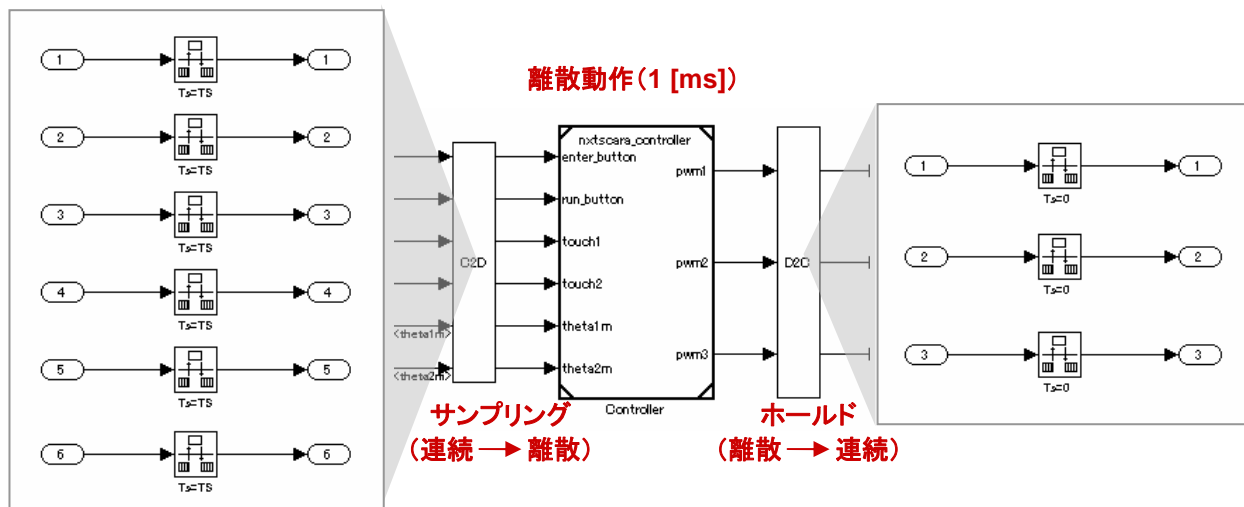 1 1
Ts=TS
2 2
Ts=TS
3 3
Ts=TS
4 4
Ts=TS
5 5
Ts=TS
6 6
Ts=TS
離散動作(1 [ms])
nxtscara_controller
enter_button
run_button
touch1
touch2
theta1m
theta2m
pwm1
pwm2
pwm3
C2D
<theta1m>
<theta2m>
D2C
Controller
サンプリング
(連続 → 離散)
ホールド
(離散 → 連続)
1 1
Ts=0
2 2
Ts=0
3 3
Ts=0